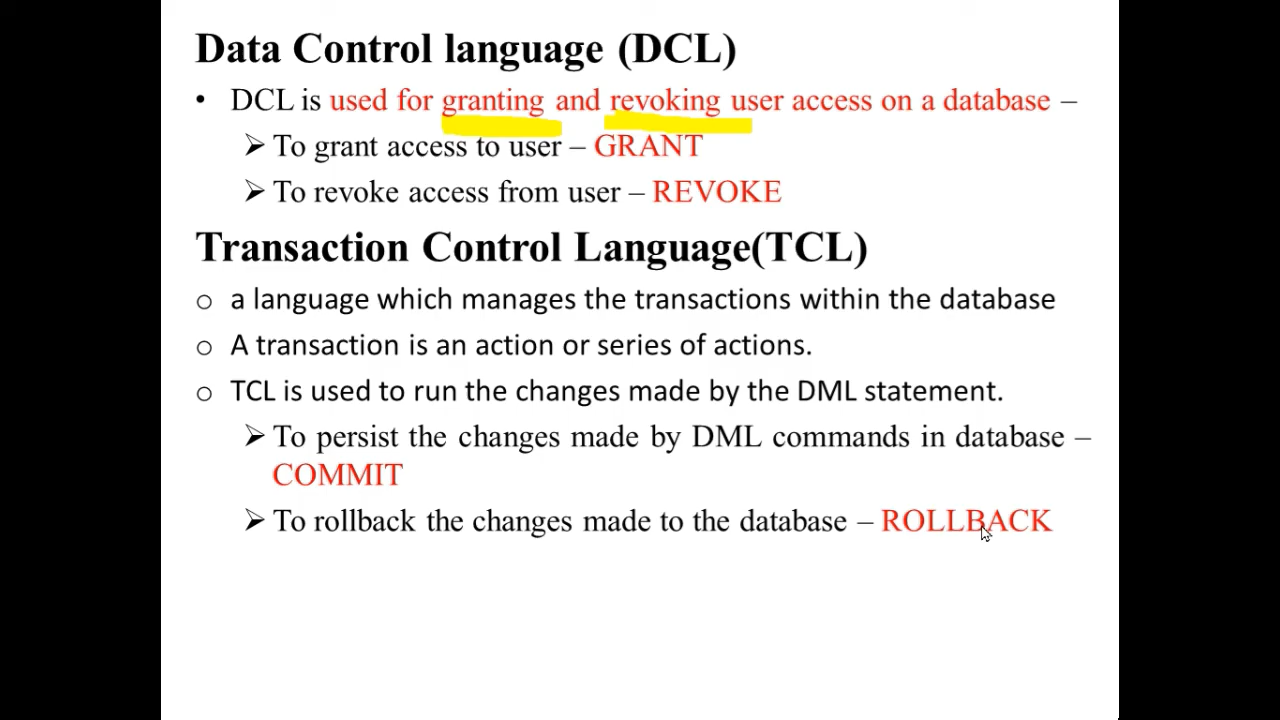 Data Control language (DCL)
• DCL is used for granting and revoking user access on a database –
➢ To grant access to user – GRANT
➢ To revoke access from user – REVOKE
Transaction Control Language(TCL)
o a language which manages the transactions within the database
o A transaction is an action or series of actions.
o TCL is used to run the changes made by the DML statement.
➢ To persist the changes made by DML commands in database –
COMMIT
➢ To rollback the changes made to the database – ROLLBACK